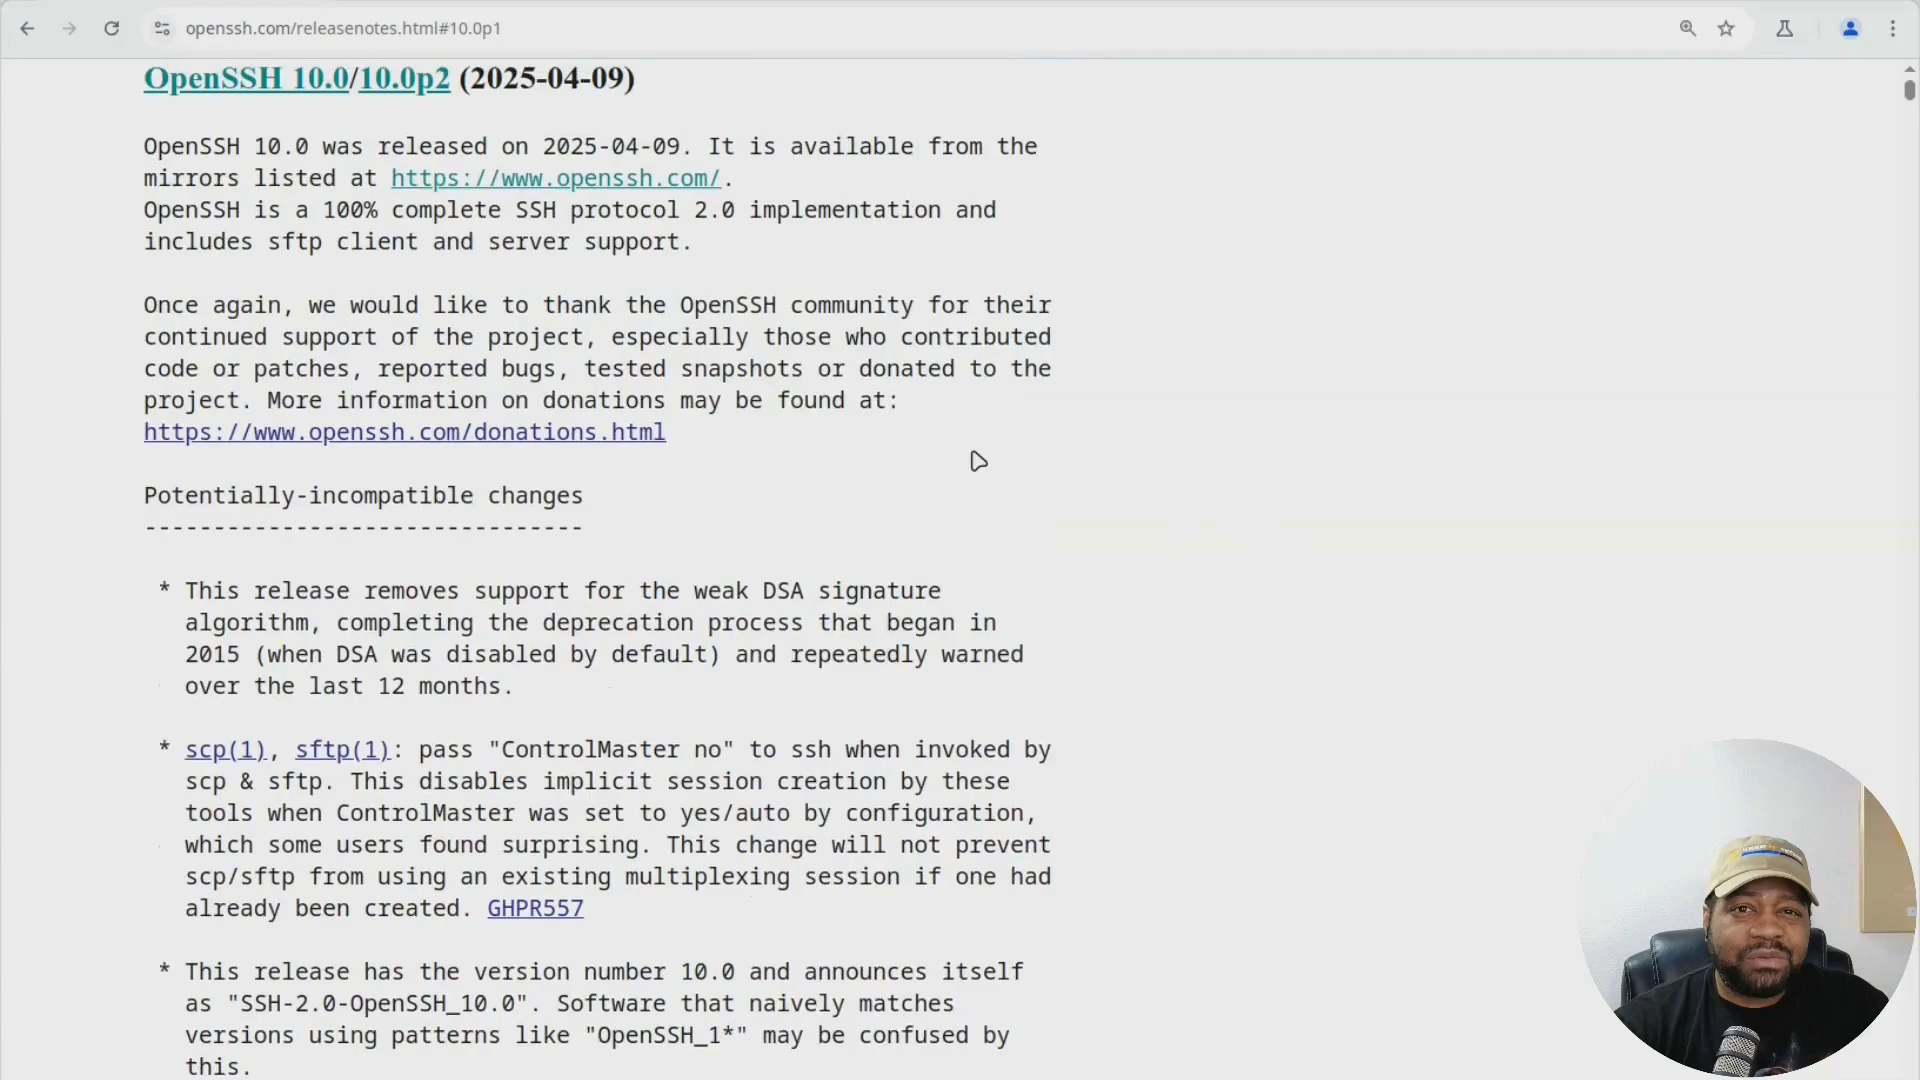 openssh.com/releasenotes.html#10.0p1
OpenSSH 10.0/10.0p2 (2025-04-09)
OpenSSH 10.0 was released on 2025-04-09. It is available from the
mirrors listed at https://www.openssh.com/.
OpenSSH is a 100% complete SSH protocol 2.0 implementation and
includes sftp client and server support.
Once again, we would like to thank the OpenSSH community for their
continued support of the project, especially those who contributed
code or patches, reported bugs, tested snapshots or donated to the
project. More information on donations may be found at:
https://www.openssh.com/donations.html
Potentially-incompatible changes
--------------------------------
* This release removes support for the weak DSA signature
algorithm, completing the deprecation process that began in
2015 (when DSA was disabled by default) and repeatedly warned
over the last 12 months.
* scp(1), sftp(1): pass "ControlMaster no" to ssh when invoked by
scp & sftp. This disables implicit session creation by these
tools when ControlMaster was set to yes/auto by configuration,
which some users found surprising. This change will not prevent
scp/sftp from using an existing multiplexing session if one had
already been created. GHPR557
* This release has the version number 10.0 and announces itself
as "SSH-2.0-OpenSSH_10.0". Software that naively matches
versions using patterns like "OpenSSH_1*" may be confused by
this.